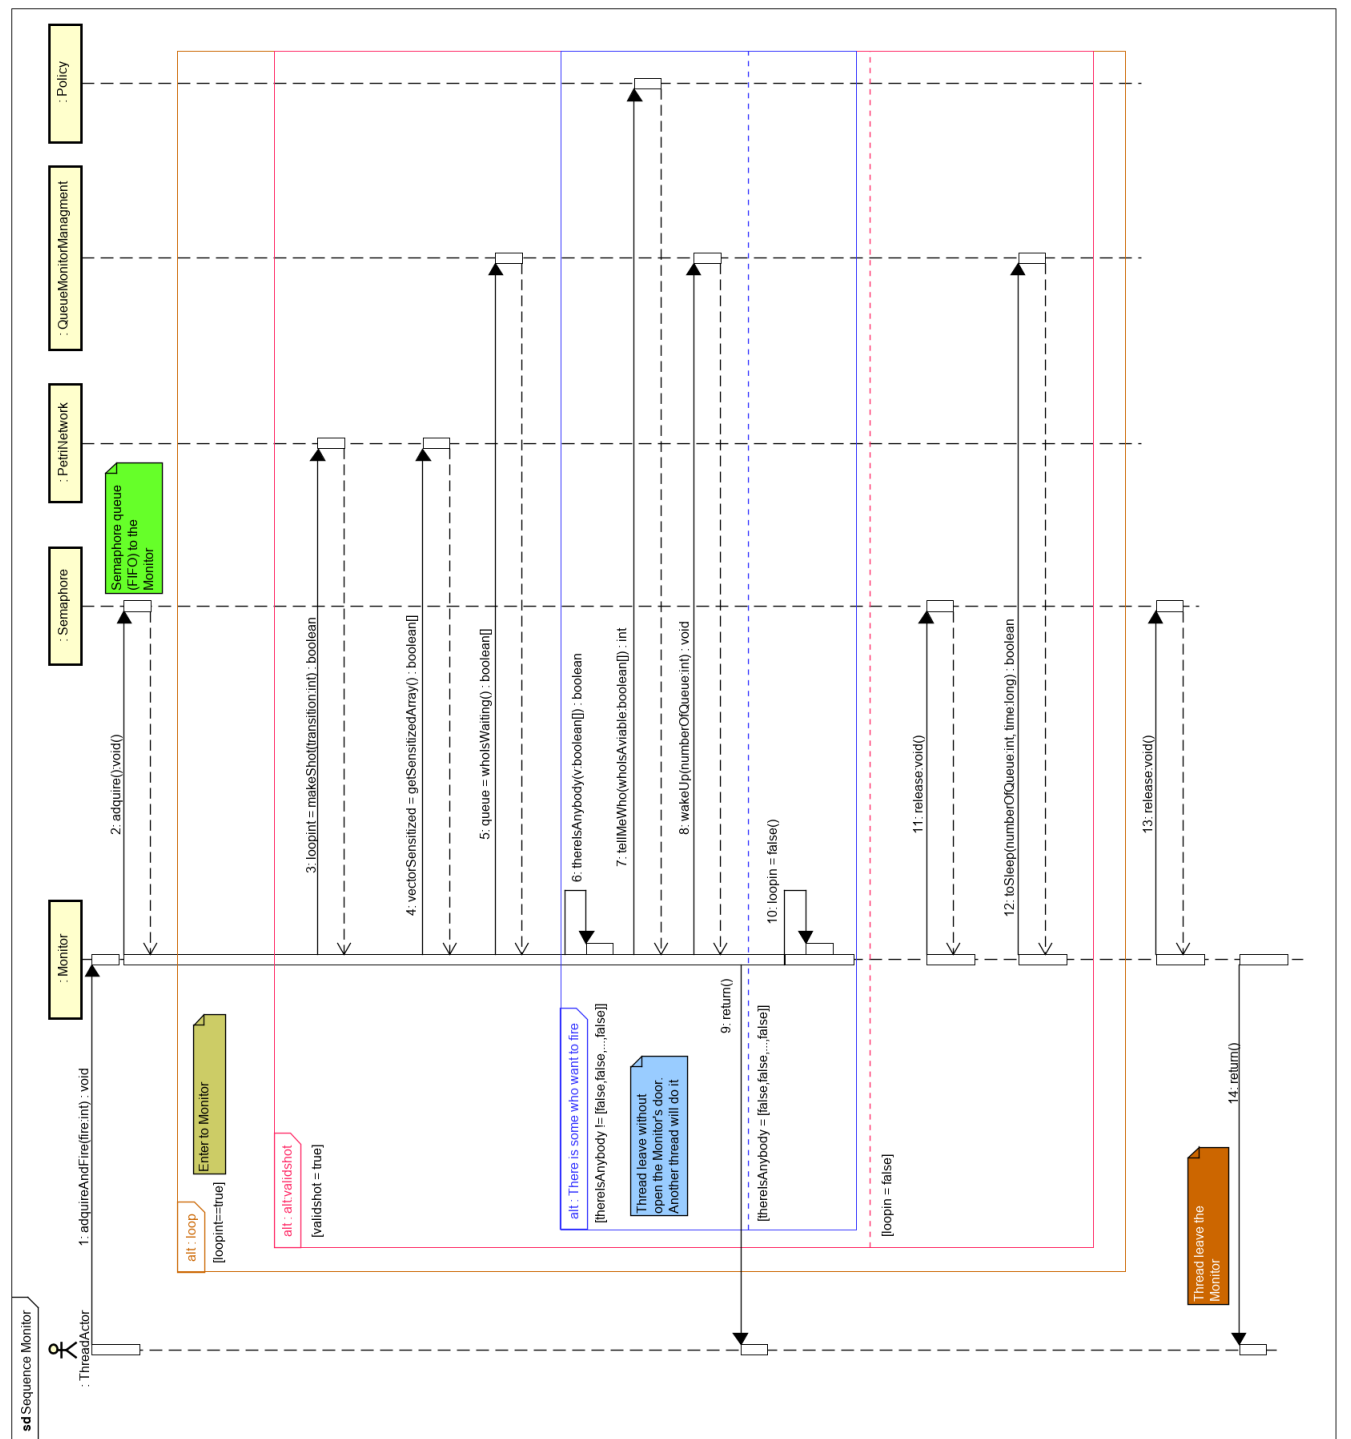 sd Sequence Monitor
: ThreadActor
: Monitor
: Semaphore
: PetriNetwork
: QueueMonitorManagment
: Policy
1: adquireAndFire(fire:int) : void
2: adquire():void()
Semaphore queue
(FIFO) to the
Monitor
alt : loop
[loopint==true]
Enter to Monitor
alt : alt:validshot
[validshot = true]
3: loopint = makeShot(transition:int) : boolean
4: vectorSensitized = getSensitizedArray() : boolean[]
5: queue = whoIsWaiting() : boolean[]
alt : There is some who want to fire
[thereIsAnybody != [false,false,...,false]]
6: thereIsAnybody(v:boolean[]) : boolean
7: tellMeWho(whoIsAviable:boolean[]) : int
Thread leave without
open the Monitor's door.
Another thread will do it
8: wakeUp(numberOfQueue:int) : void
9: return()
[thereIsAnybody = [false,false,...,false]]
10: loopin = false()
[loopin = false]
11: release:void()
12: toSleep(numberOfQueue:int, time:long) : boolean
13: release:void()
Thread leave the
Monitor
14: return()